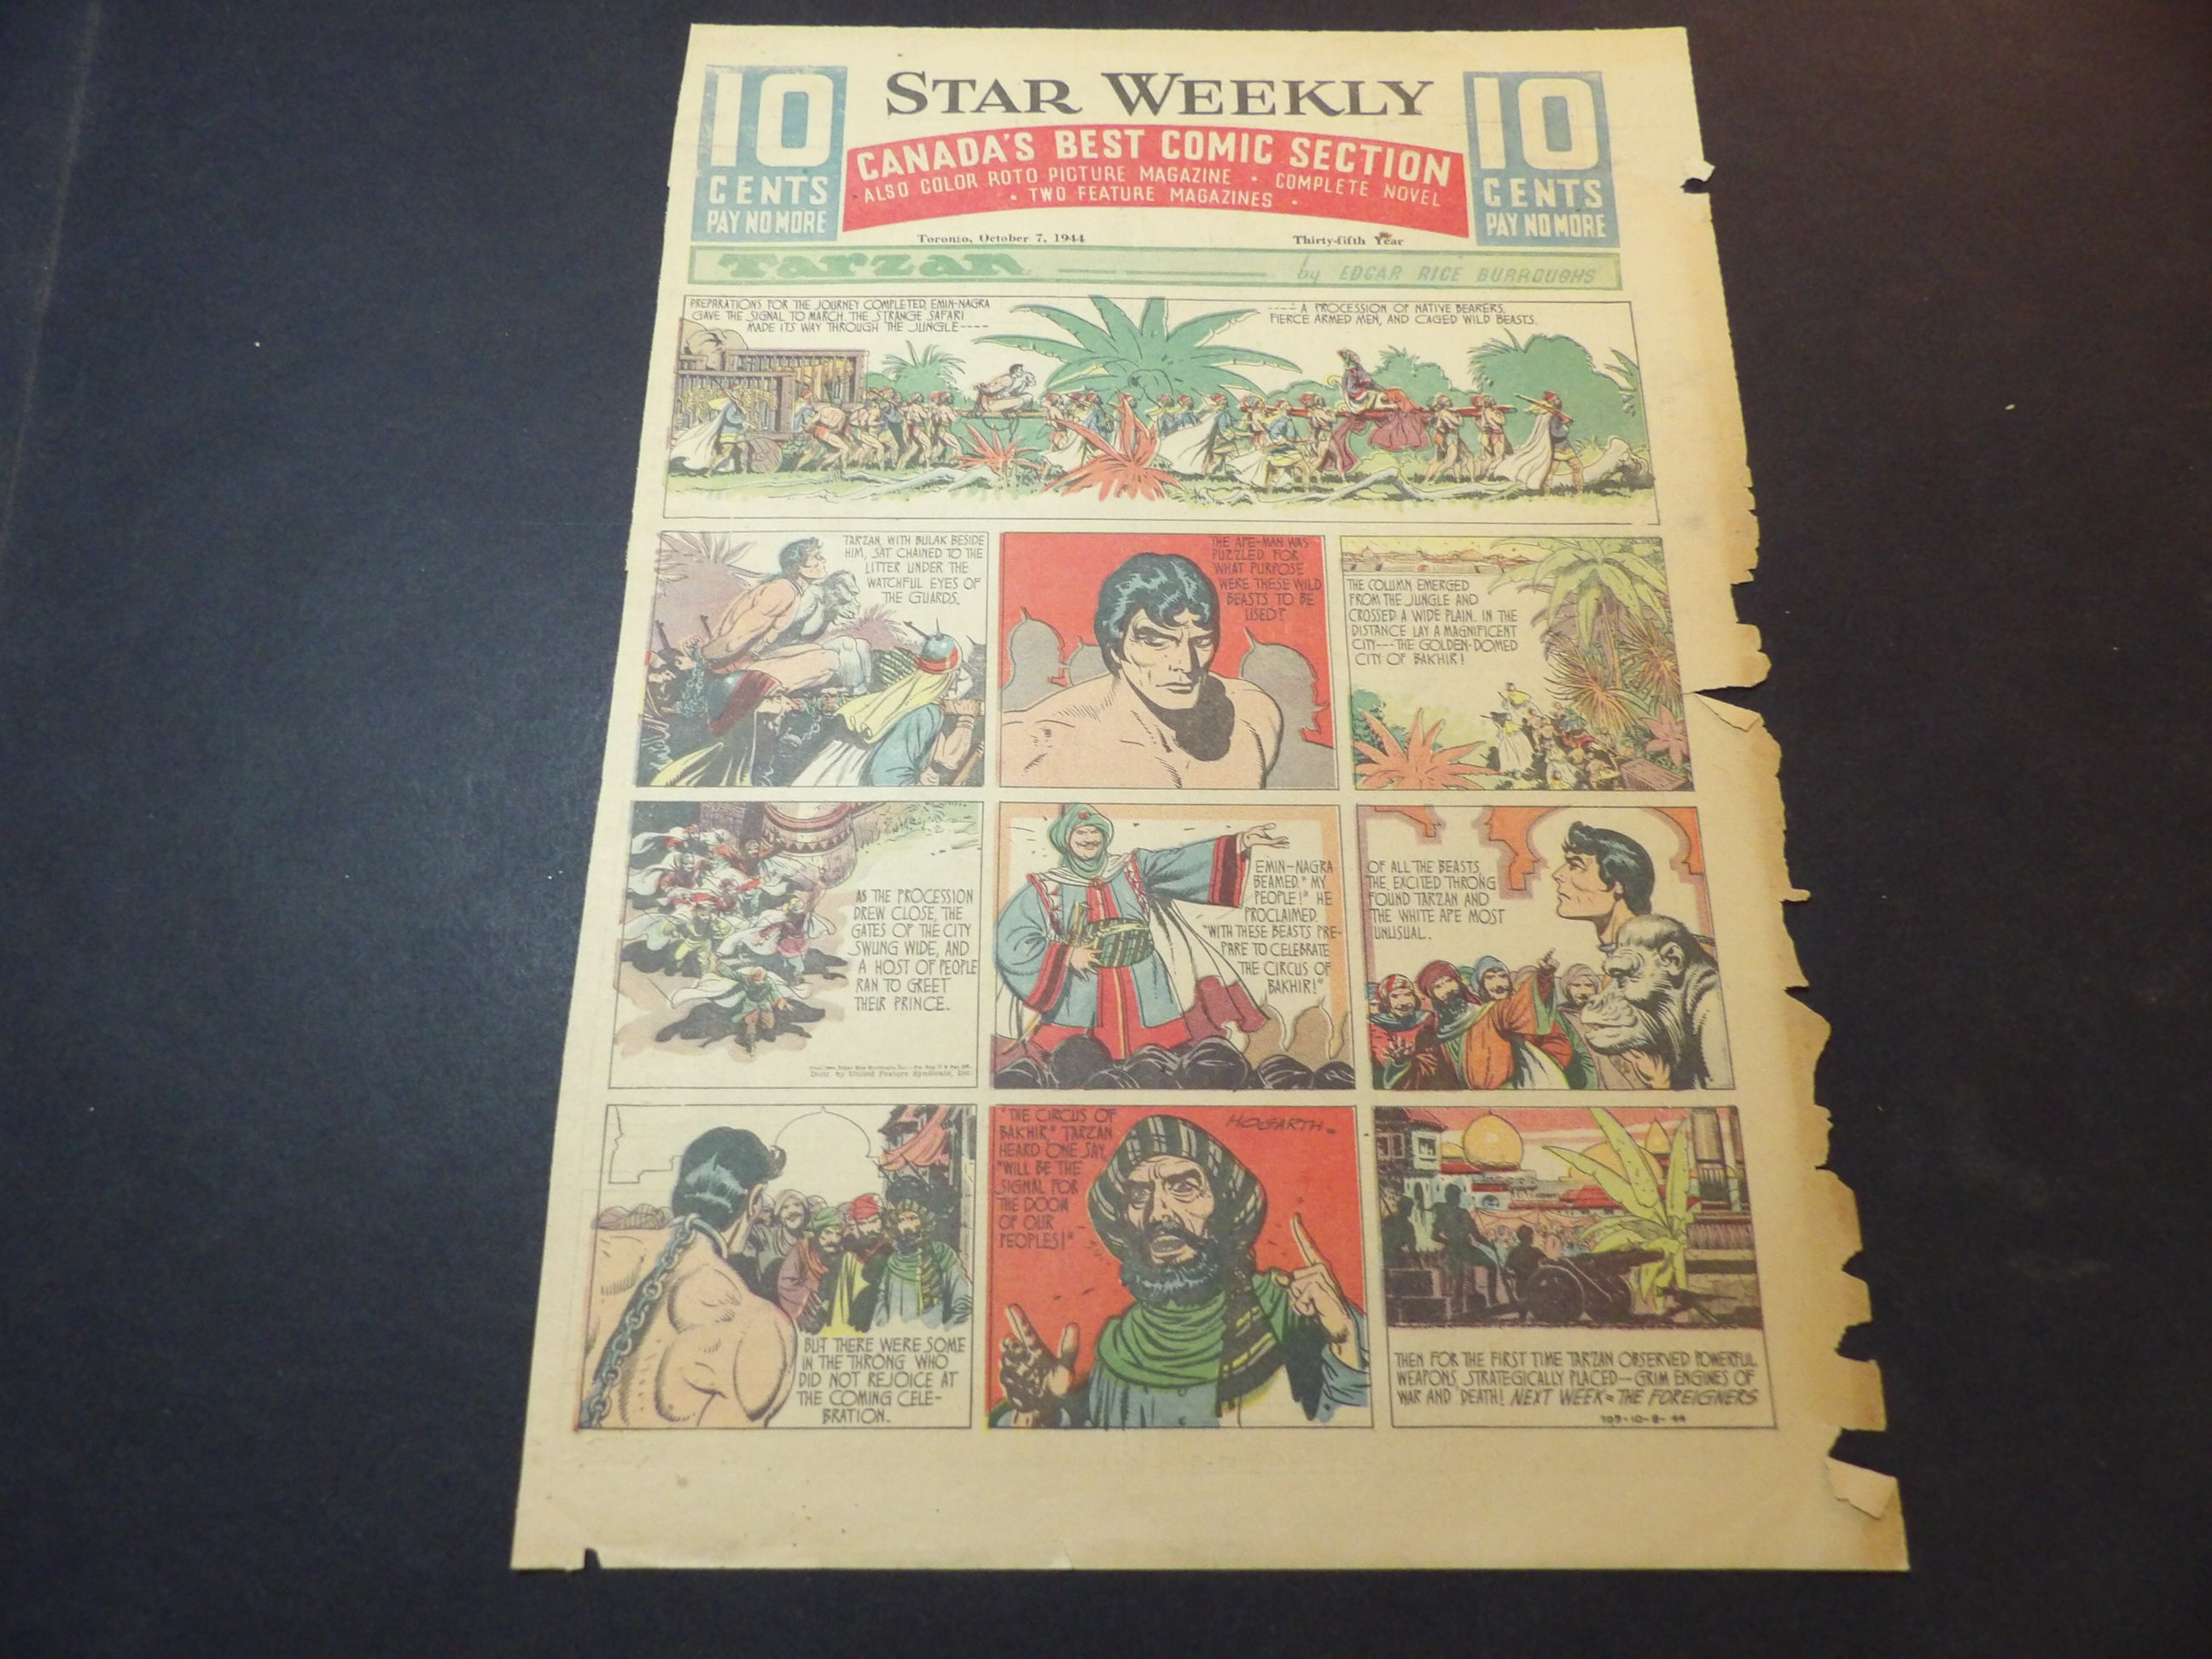 10
CENTS
PAY NO MORE
STAR WEEKLY
CANADA'S BEST COMIC SECTION
ALSO COLOR ROTO PICTURE MAGAZINE • COMPLETE NOVEL
• TWO FEATURE MAGAZINES •
10
CENTS
PAY NO MORE
Toronto, October 7, 1944
Thirty-fifth Year
Tarzan
by EDGAR RICE BURROUGHS
PREPARATIONS FOR THE JOURNEY COMPLETED, EMIN-NAGRA
GAVE THE SIGNAL TO MARCH. THE STRANGE SAFARI
MADE ITS WAY THROUGH THE JUNGLE----
----A PROCESSION OF NATIVE BEARERS,
FIERCE ARMED MEN, AND CAGED WILD BEASTS.
TARZAN, WITH BULAK BESIDE
HIM, SAT CHAINED TO THE
LITTER UNDER THE
WATCHFUL EYES OF
THE GUARDS.
THE APE-MAN WAS
PUZZLED. FOR
WHAT PURPOSE
WERE THESE WILD
BEASTS TO BE
USED?
THE COLUMN EMERGED
FROM THE JUNGLE AND
CROSSED A WIDE PLAIN. IN THE
DISTANCE LAY A MAGNIFICENT
CITY---THE GOLDEN-DOMED
CITY OF BAKHIR!
AS THE PROCESSION
DREW CLOSE, THE
GATES OF THE CITY
SWUNG WIDE, AND
A HOST OF PEOPLE
RAN TO GREET
THEIR PRINCE.
Distr. by United Feature Syndicate, Inc.
EMIN-NAGRA
BEAMED. "MY
PEOPLE!" HE
PROCLAIMED.
"WITH THESE BEASTS PRE-
PARE TO CELEBRATE
THE CIRCUS OF
BAKHIR!"
OF ALL THE BEASTS,
THE EXCITED THRONG
FOUND TARZAN AND
THE WHITE APE MOST
UNUSUAL.
BUT THERE WERE SOME
IN THE THRONG WHO
DID NOT REJOICE AT
THE COMING CELE-
BRATION.
"THE CIRCUS OF
BAKHIR," TARZAN
HEARD ONE SAY,
"WILL BE THE
SIGNAL FOR
THE DOOM
OF OUR
PEOPLES!"
HOGARTH
THEN FOR THE FIRST TIME TARZAN OBSERVED POWERFUL
WEAPONS, STRATEGICALLY PLACED—GRIM ENGINES OF
WAR AND DEATH! NEXT WEEK: THE FOREIGNERS
709-10-8-44